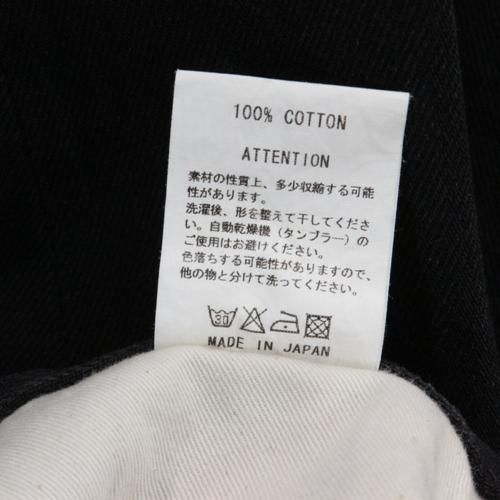 100% COTTON
ATTENTION
素材の性質上、多少収縮する可能
性があります。
洗濯後、形を整えて干してくださ
い。自動乾燥機（タンブラー）の
ご使用はお避けください。
色落ちする可能性がありますので、
他の物と分けて洗ってください。
30
MADE IN JAPAN